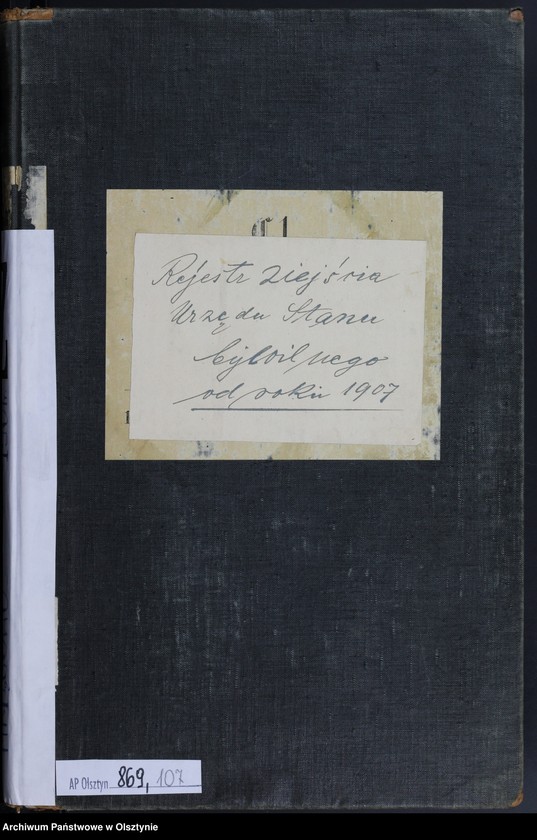 Rejestr ziejścia
Urzędu Stanu
Cywilnego
od roku 1907
AP Olsztyn 869, 107
Archiwum Państwowe w Olsztynie